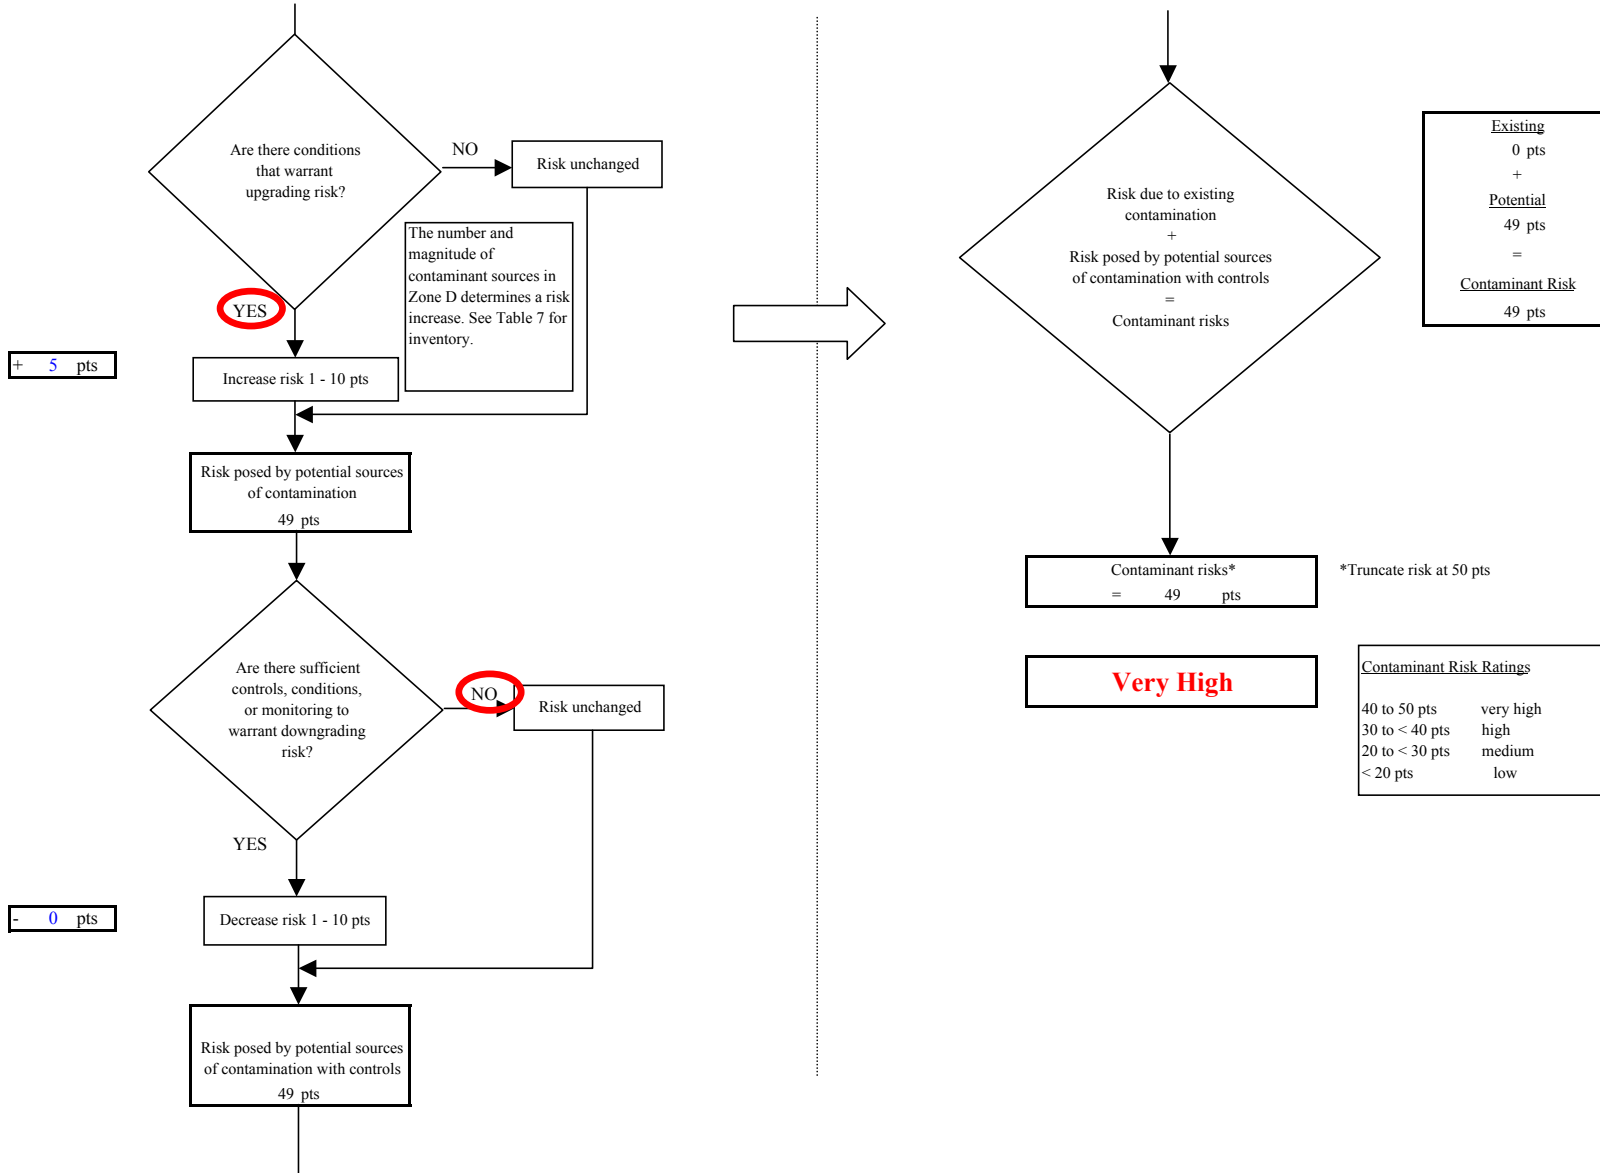 Are there conditions
that warrant
upgrading risk?
NO
Risk unchanged
The number and
magnitude of
contaminant sources in
Zone D determines a risk
increase. See Table 7 for
inventory.
YES
+ 5 pts
Increase risk 1 - 10 pts
Risk posed by potential sources
of contamination
49 pts
Are there sufficient
controls, conditions,
or monitoring to
warrant downgrading
risk?
NO
Risk unchanged
YES
- 0 pts
Decrease risk 1 - 10 pts
Risk posed by potential sources
of contamination with controls
49 pts
Risk due to existing
contamination
+
Risk posed by potential sources
of contamination with controls
=
Contaminant risks
Existing
0 pts
+
Potential
49 pts
=
Contaminant Risk
49 pts
Contaminant risks*
= 49 pts
*Truncate risk at 50 pts
Very High
Contaminant Risk Ratings
40 to 50 pts very high
30 to < 40 pts high
20 to < 30 pts medium
< 20 pts low